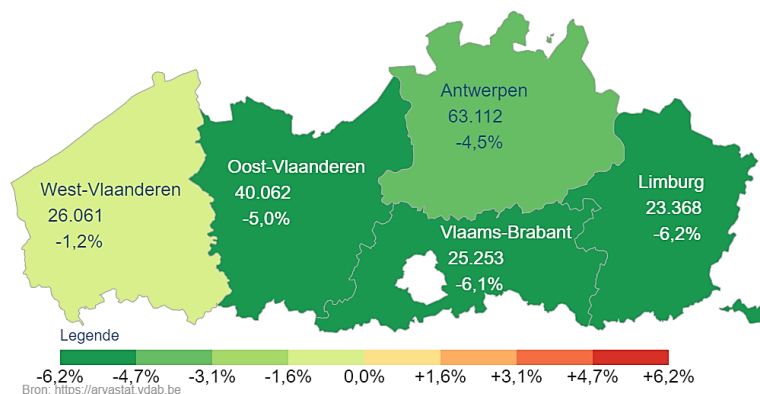 Antwerpen
63.112
-4,5%
Oost-Vlaanderen
40.062
-5,0%
West-Vlaanderen
26.061
-1,2%
Limburg
23.368
-6,2%
Vlaams-Brabant
25.253
-6,1%
Legende
-6,2% -4,7% -3,1% -1,6% 0,0% +1,6% +3,1% +4,7% +6,2%
Bron: https://arvastat.vdab.be